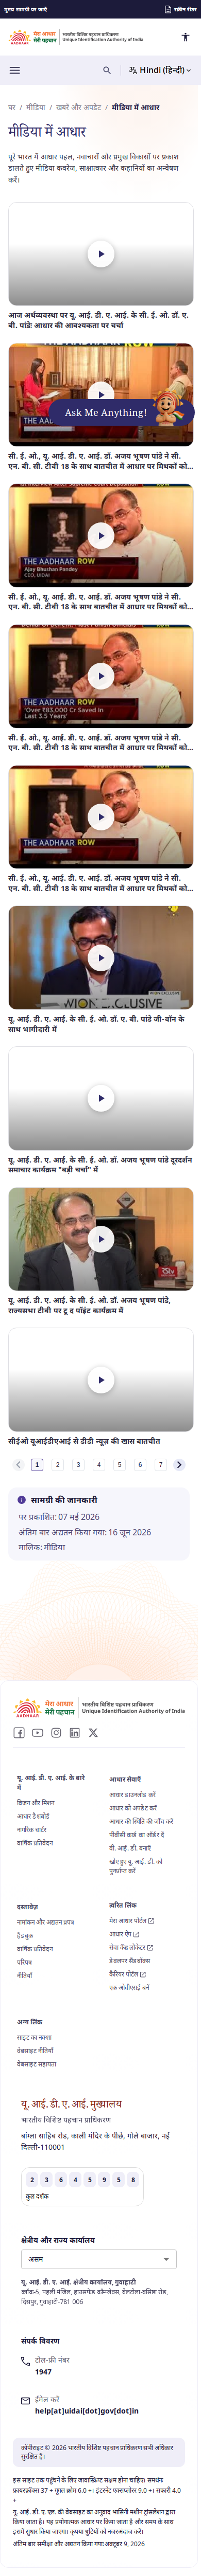 मुख्य सामग्री पर जाएं
स्क्रीन रीडर
मेरा आधार
मेरी पहचान
भारतीय विशिष्ट पहचान प्राधिकरण
Unique Identification Authority of India
AADHAAR
Hindi (हिन्दी)
घर / मीडिया / खबरें और अपडेट / मीडिया में आधार
मीडिया में आधार
पूरे भारत में आधार पहल, नवाचारों और प्रमुख विकासों पर प्रकाश
डालते हुए मीडिया कवरेज, साक्षात्कार और कहानियों का अन्वेषण
करें।
आज अर्थव्यवस्था पर यू. आई. डी. ए. आई. के सी. ई. ओ. डॉ. ए.
बी. पांडेः आधार की आवश्यकता पर चर्चा
Ask Me Anything!
THE AADHAAR ROW
सी. ई. ओ., यू. आई. डी. ए. आई. डॉ. अजय भूषण पांडे ने सी.
एन. बी. सी. टीवी 18 के साथ बातचीत में आधार पर मिथकों को...
THE AADHAAR ROW
Ajay Bhushan Pandey
CEO, UIDAI
सी. ई. ओ., यू. आई. डी. ए. आई. डॉ. अजय भूषण पांडे ने सी.
एन. बी. सी. टीवी 18 के साथ बातचीत में आधार पर मिथकों को...
THE AADHAAR ROW
'Over ₹83,000 Cr Saved In
Last 3.5 Years'
सी. ई. ओ., यू. आई. डी. ए. आई. डॉ. अजय भूषण पांडे ने सी.
एन. बी. सी. टीवी 18 के साथ बातचीत में आधार पर मिथकों को...
THE AADHAAR ROW
सी. ई. ओ., यू. आई. डी. ए. आई. डॉ. अजय भूषण पांडे ने सी.
एन. बी. सी. टीवी 18 के साथ बातचीत में आधार पर मिथकों को...
WION EXCLUSIVE
यू. आई. डी. ए. आई. के सी. ई. ओ. डॉ. ए. बी. पांडे जी-बॉन के
साथ भागीदारी में
यू. आई. डी. ए. आई. के सी. ई. ओ. डॉ. अजय भूषण पांडे दूरदर्शन
समाचार कार्यक्रम "बड़ी चर्चा" में
यू. आई. डी. ए. आई. के सी. ई. ओ. डॉ. अजय भूषण पांडे,
राज्यसभा टीवी पर टू द पॉइंट कार्यक्रम में
सीईओ यूआईडीएआई से डीडी न्यूज़ की खास बातचीत
1 2 3 4 5 6 7
सामग्री की जानकारी
पर प्रकाशित: 07 मई 2026
अंतिम बार अद्यतन किया गया: 16 जून 2026
मालिक: मीडिया
मेरा आधार
मेरी पहचान
भारतीय विशिष्ट पहचान प्राधिकरण
Unique Identification Authority of India
AADHAAR
यू. आई. डी. ए. आई. के बारे
में
विजन और मिशन
आधार डैशबोर्ड
नागरिक चार्टर
वार्षिक प्रतिवेदन
आधार सेवाएँ
आधार डाउनलोड करें
आधार को अपडेट करें
आधार की स्थिति की जाँच करें
पीवीसी कार्ड का ऑर्डर दें
वी. आई. डी. बनाएँ
खोए हुए यू. आई. डी. को
पुनर्प्राप्त करें
दस्तावेज़
नामांकन और अद्यतन प्रपत्र
हैंडबुक
वार्षिक प्रतिवेदन
परिपत्र
नीतियाँ
त्वरित लिंक
मेरा आधार पोर्टल
आधार ऐप
सेवा केंद्र लोकेटर
डेवलपर सैंडबॉक्स
कैरियर पोर्टल
एक ओवीएसई बनें
अन्य लिंक
साइट का नक्शा
वेबसाइट नीतियाँ
वेबसाइट सहायता
यू. आई. डी. ए. आई. मुख्यालय
भारतीय विशिष्ट पहचान प्राधिकरण
बांग्ला साहिब रोड, काली मंदिर के पीछे, गोले बाजार, नई
दिल्ली-110001
2 3 6 4 5 9 5 8
कुल दर्शक
क्षेत्रीय और राज्य कार्यालय
असम
यू. आई. डी. ए. आई. क्षेत्रीय कार्यालय, गुवाहाटी
ब्लॉक-5, पहली मंजिल, हाउसफेड कॉम्प्लेक्स, बेलटोला-बसिष्ठा रोड,
दिसपुर, गुवाहाटी-781 006
संपर्क विवरण
टोल-फ्री नंबर
1947
ईमेल करें
help[at]uidai[dot]gov[dot]in
कॉपीराइट © 2026 भारतीय विशिष्ट पहचान प्राधिकरण सभी अधिकार
सुरक्षित हैं।
इस साइट तक पहुँचने के लिए जावास्क्रिप्ट सक्षम होना चाहिए। समर्थन
फ़ायरफ़ॉक्स 37 + गूगल क्रोम 6.0 +। इंटरनेट एक्सप्लोरर 9.0 +। सफारी 4.0
+
यू. आई. डी. ए. एल. की वेबसाइट का अनुवाद भाषिनी मशीन ट्रांसलेशन द्वारा
किया जाता है। यह प्रयोगात्मक आधार पर किया जाता है और समय के साथ
इसमें सुधार किया जाएगा। कृपया त्रुटियों को नजरअंदाज करें।
अंतिम बार समीक्षा और अद्यतन किया गया अक्टूबर 9, 2026